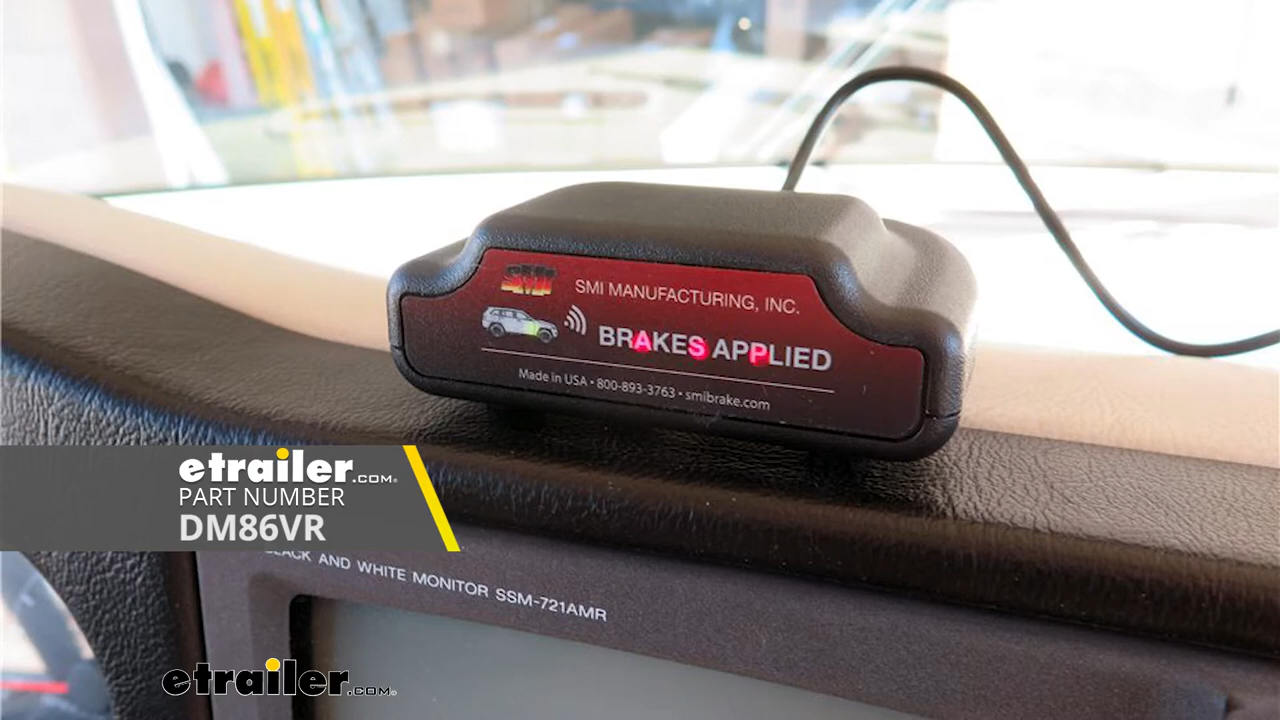 SMI
SMI MANUFACTURING, INC.
BRAKES APPLIED
Made in USA • 800-893-3763 • smibrake.com
etrailer.com
PART NUMBER
DM86VR
BLACK AND WHITE MONITOR SSM-721AMR
etrailer.com